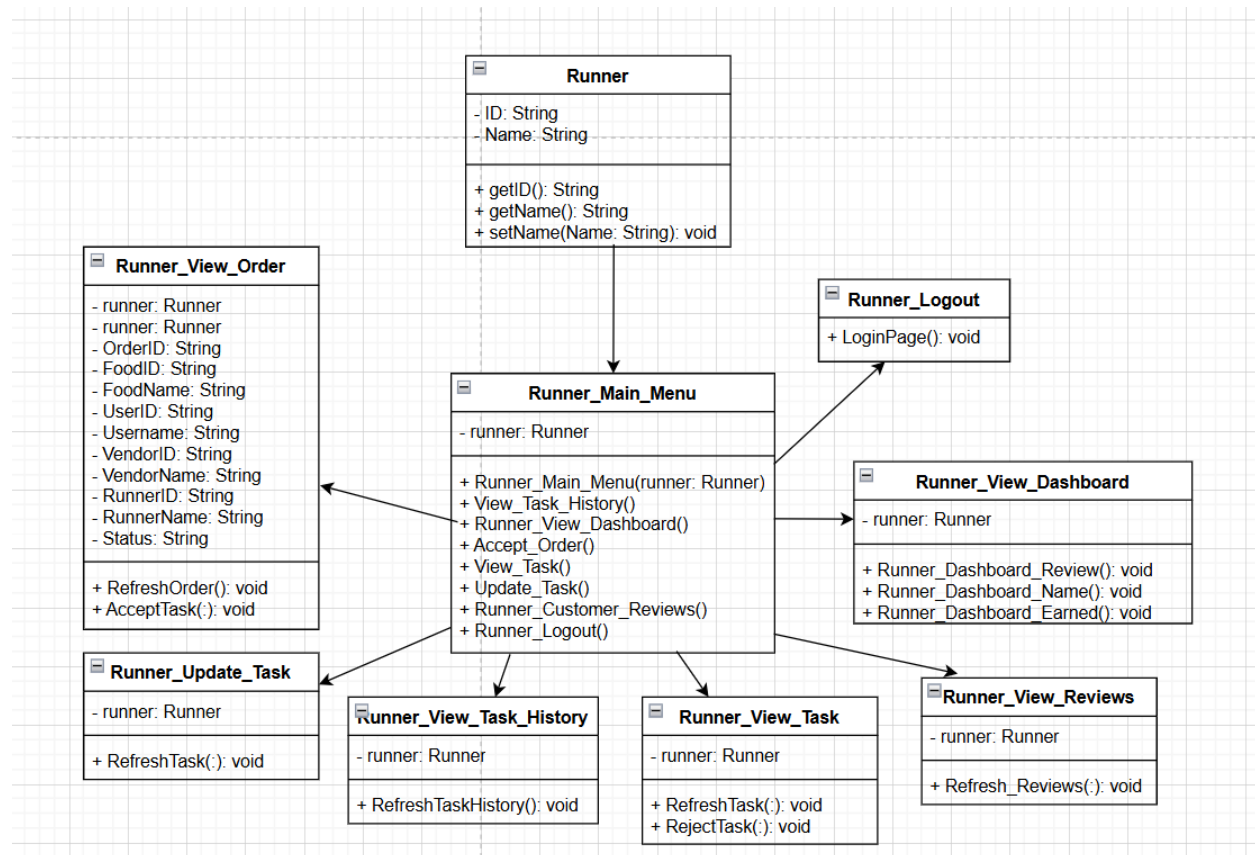 Runner
- ID: String
- Name: String
+ getID(): String
+ getName(): String
+ setName(Name: String): void
Runner_View_Order
- runner: Runner
- runner: Runner
- OrderID: String
- FoodID: String
- FoodName: String
- UserID: String
- Username: String
- VendorID: String
- VendorName: String
- RunnerID: String
- RunnerName: String
- Status: String
+ RefreshOrder(): void
+ AcceptTask(:): void
Runner_Logout
+ LoginPage(): void
Runner_Main_Menu
- runner: Runner
+ Runner_Main_Menu(runner: Runner)
+ View_Task_History()
+ Runner_View_Dashboard()
+ Accept_Order()
+ View_Task()
+ Update_Task()
+ Runner_Customer_Reviews()
+ Runner_Logout()
Runner_View_Dashboard
- runner: Runner
+ Runner_Dashboard_Review(): void
+ Runner_Dashboard_Name(): void
+ Runner_Dashboard_Earned(): void
Runner_Update_Task
- runner: Runner
+ RefreshTask(:): void
Runner_View_Task_History
- runner: Runner
+ RefreshTaskHistory(): void
Runner_View_Task
- runner: Runner
+ RefreshTask(:): void
+ RejectTask(:): void
Runner_View_Reviews
- runner: Runner
+ Refresh_Reviews(:): void